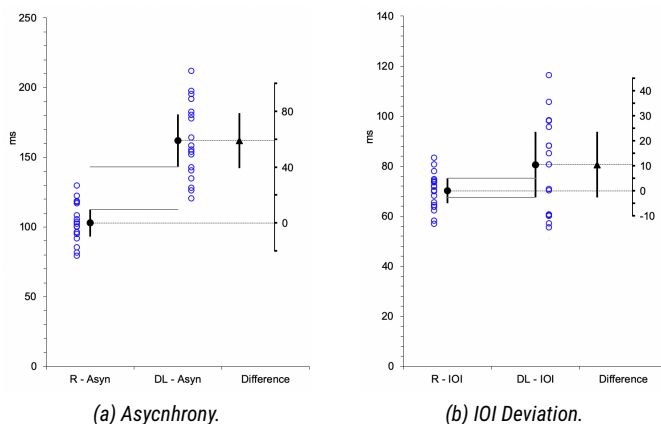 250
200
150
100
50
0
ms
80
40
0
R - Asyn
DL - Asyn
Difference
(a) Asycnhrony.
140
120
100
80
60
40
20
0
ms
40
30
20
10
0
-10
R - IOI
DL - IOI
Difference
(b) IOI Deviation.